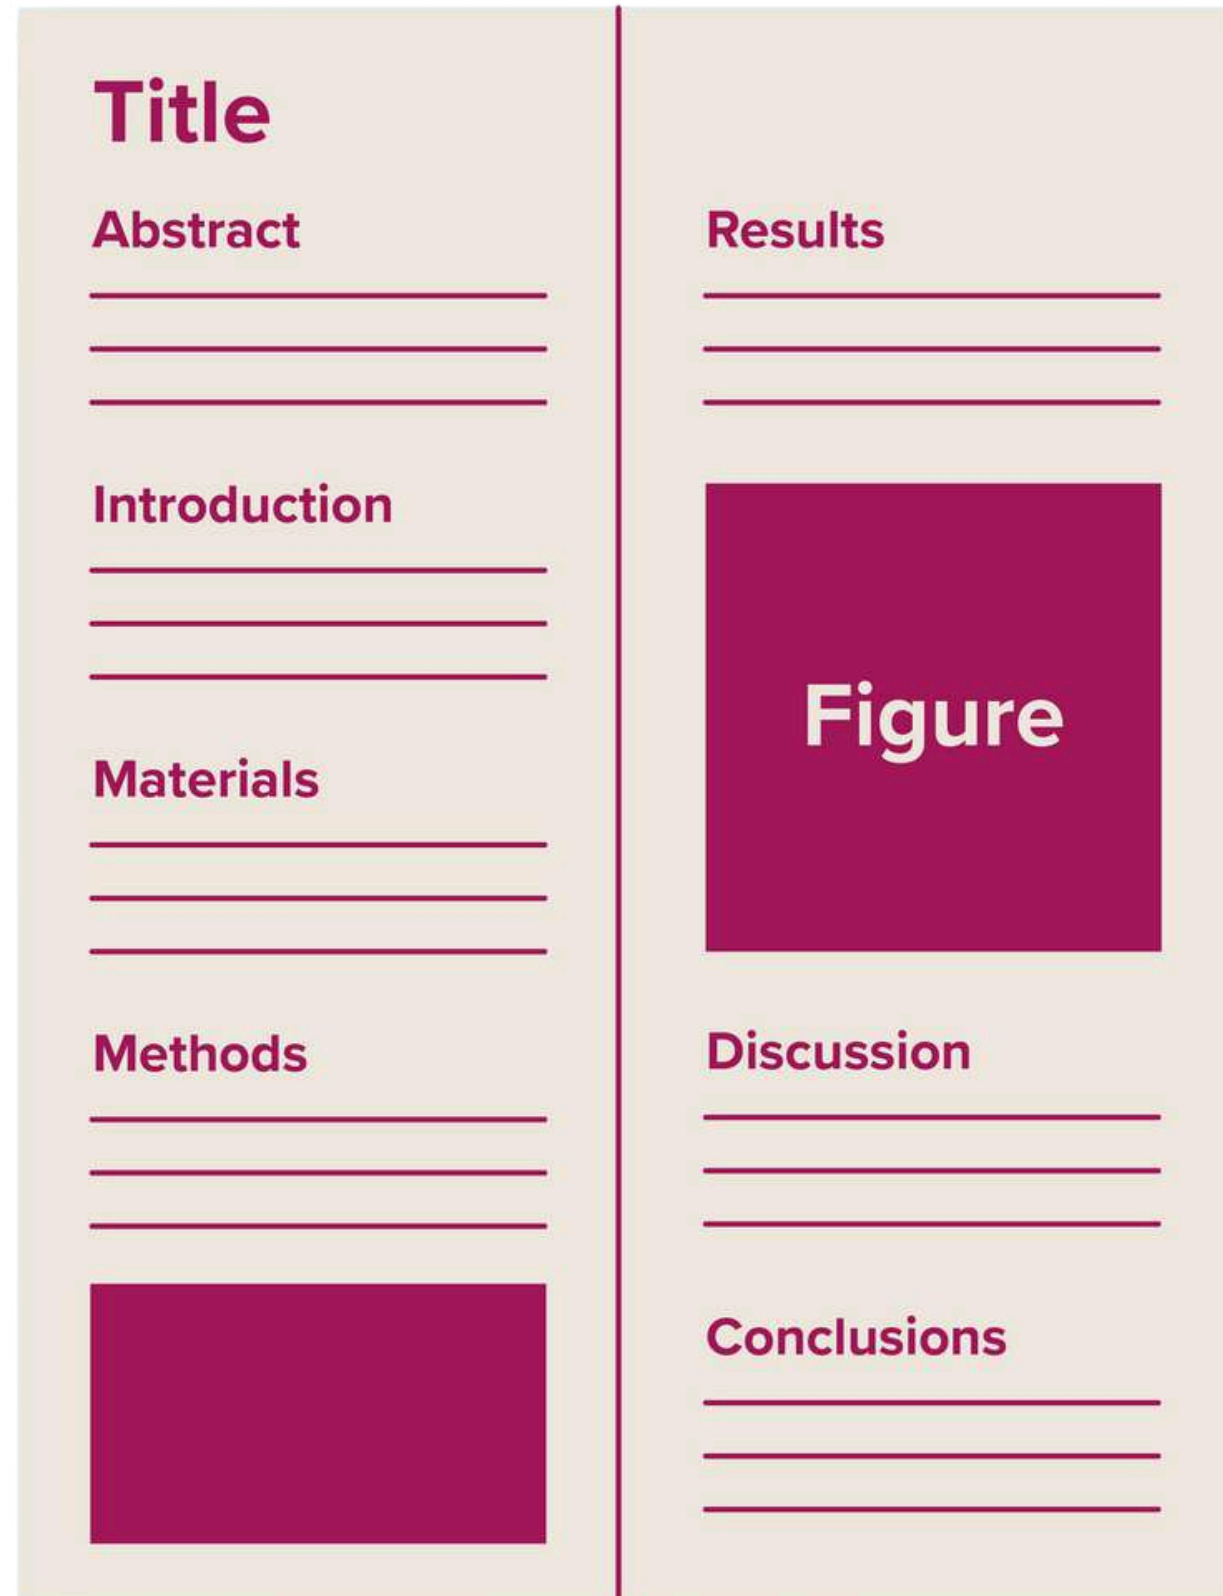 Title
Abstract
Introduction
Materials
Methods
Results
Figure
Discussion
Conclusions